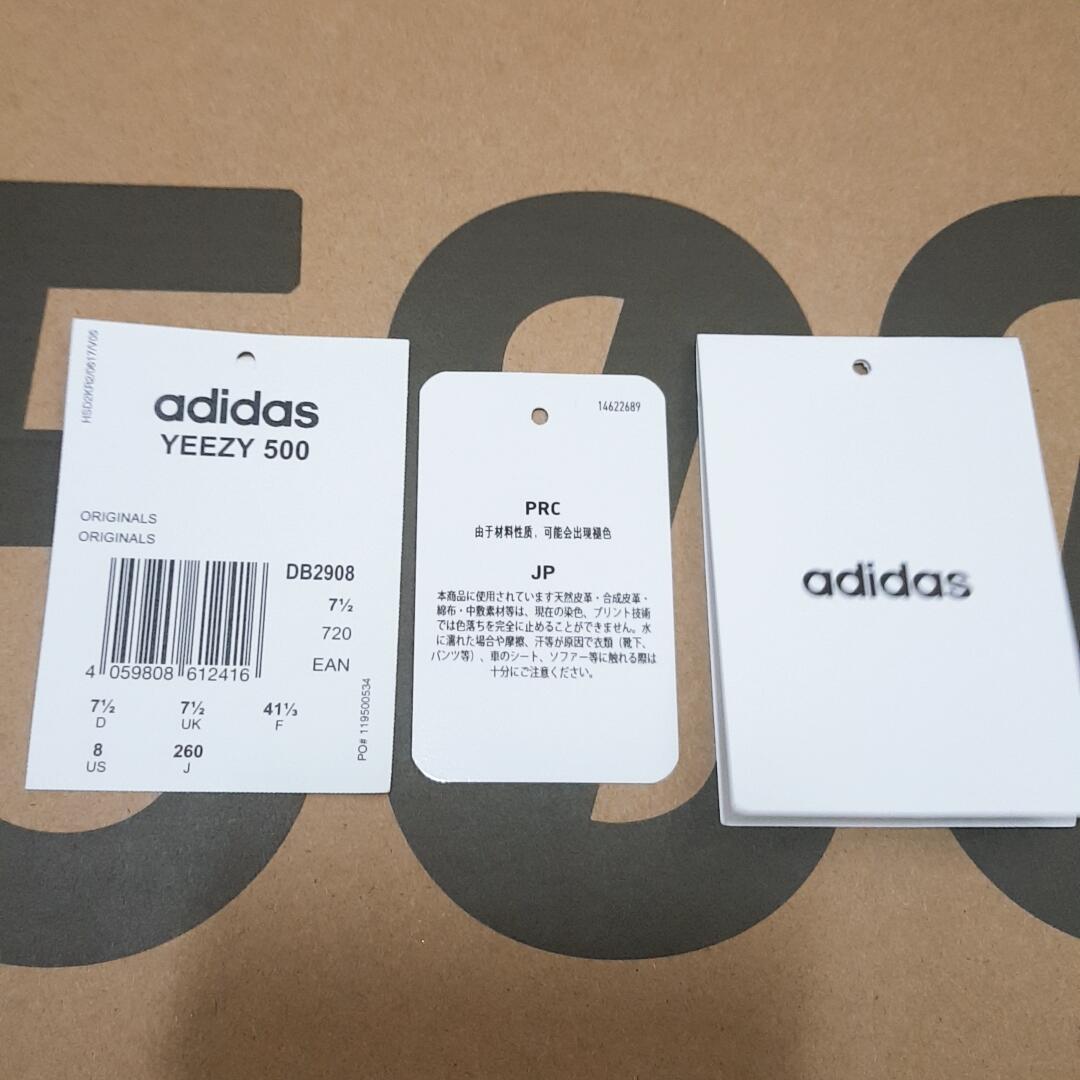 500
HSD2KR2/0617/V05
adidas
YEEZY 500
ORIGINALS
ORIGINALS
DB2908
7½
720
EAN
4 059808 612416
7½ 7½ 41⅓
D UK F
8 260
US J
PO# 119500534
14622689
PRC
由于材料性质，可能会出现褪色
JP
本商品に使用されています天然皮革・合成皮革・
綿布・中敷素材等は、現在の染色、プリント技術
では色落ちを完全に止めることができません。水
に濡れた場合や摩擦、汗等が原因で衣類（靴下、
パンツ等）、車のシート、ソファー等に触れる際は
十分にご注意ください。
adidas